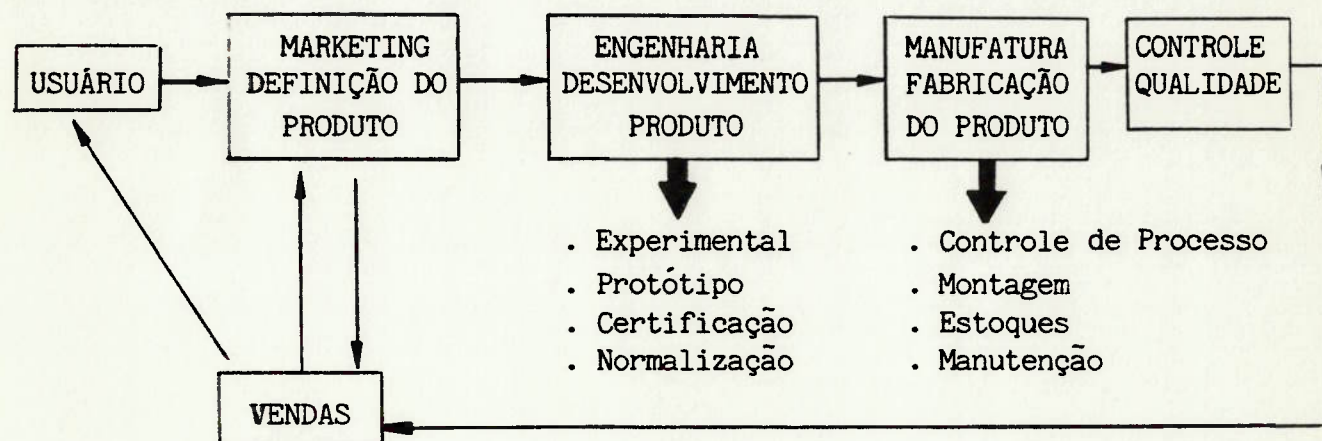 USUÁRIO
MARKETING
DEFINIÇÃO DO
PRODUTO
ENGENHARIA
DESENVOLVIMENTO
PRODUTO
MANUFATURA
FABRICAÇÃO
DO PRODUTO
CONTROLE
QUALIDADE
. Experimental
. Protótipo
. Certificação
. Normalização
. Controle de Processo
. Montagem
. Estoques
. Manutenção
VENDAS